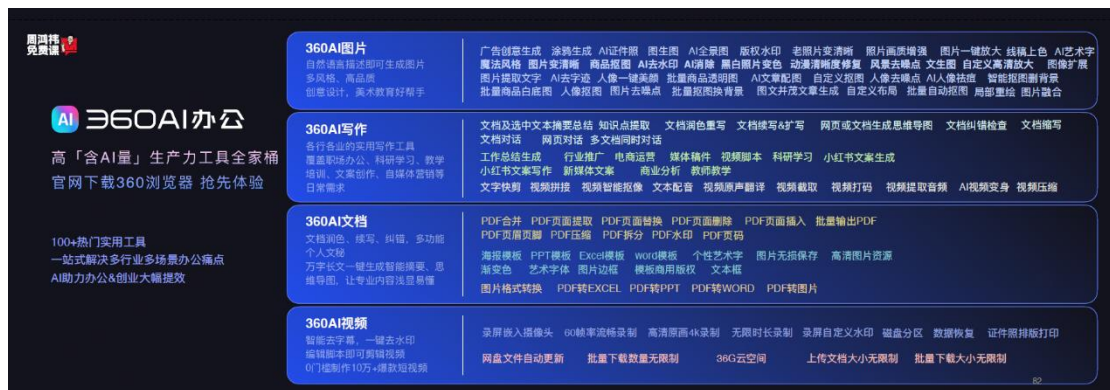 周鸿祎
免费课
AI 360AI办公
高「含AI量」生产力工具全家桶
官网下载360浏览器 抢先体验
100+热门实用工具
一站式解决多行业多场景办公痛点
AI助力办公&创业大幅提效
360AI图片
自然语言描述即可生成图片
多风格、高品质
创意设计，美术教育好帮手
广告创意生成 涂鸦生成 AI证件照 图生图 AI全景图 版权水印 老照片变清晰 照片画质增强 图片一键放大 线稿上色 AI艺术字
魔法风格 图片变清晰 商品抠图 AI去水印 AI消除 黑白照片变色 动漫清晰度修复 风景去噪点 文生图 自定义高清放大 图像扩展
图片提取文字 AI去字迹 人像一键美颜 批量商品透明图 AI文章配图 自定义抠图 人像去噪点 AI人像祛痘 智能抠图删背景
批量商品白底图 人像抠图 图片去噪点 批量抠图换背景 图文并茂文章生成 自定义布局 批量自动抠图 局部重绘 图片融合
360AI写作
各行各业的实用写作工具
覆盖职场办公、科研学习、教学
培训、文案创作、自媒体营销等
日常需求
文档及选中文本摘要总结 知识点提取 文档润色重写 文档续写&扩写 网页或文档生成思维导图 文档纠错检查 文档缩写
文档对话 网页对话 多文档同时对话
工作总结生成 行业推广 电商运营 媒体稿件 视频脚本 科研学习 小红书文案生成
小红书文案写作 新媒体文案 商业分析 教师教学
文字快剪 视频拼接 视频智能抠像 文本配音 视频原声翻译 视频截取 视频打码 视频提取音频 AI视频变身 视频压缩
360AI文档
文档润色、续写、纠错，多功能
个人文秘
万字长文一键生成智能摘要、思
维导图，让专业内容浅显易懂
PDF合并 PDF页面提取 PDF页面替换 PDF页面删除 PDF页面插入 批量输出PDF
PDF页眉页脚 PDF压缩 PDF拆分 PDF水印 PDF页码
海报模板 PPT模板 Excel模板 word模板 个性艺术字 图片无损保存 高清图片资源
渐变色 艺术字体 图片边框 模板商用版权 文本框
图片格式转换 PDF转EXCEL PDF转PPT PDF转WORD PDF转图片
360AI视频
智能去字幕，一键去水印
编辑脚本即可剪辑视频
0门槛制作10万+爆款短视频
录屏嵌入摄像头 60帧率流畅录制 高清原画4k录制 无限时长录制 录屏自定义水印 磁盘分区 数据恢复 证件照排版打印
网盘文件自动更新 批量下载数量无限制 36G云空间 上传文档大小无限制 批量下载大小无限制
62